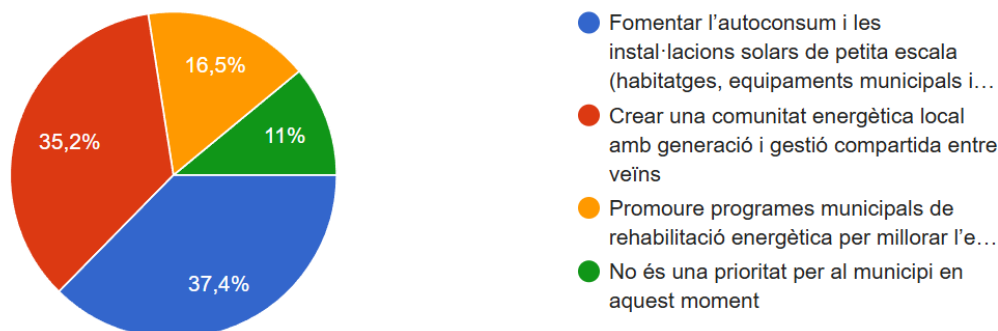 16,5%
11%
35,2%
37,4%
Fomentar l’autoconsum i les
instal·lacions solars de petita escala
(habitatges, equipaments municipals i…
Crear una comunitat energètica local
amb generació i gestió compartida entre
veïns
Promoure programes municipals de
rehabilitació energètica per millorar l’e…
No és una prioritat per al municipi en
aquest moment